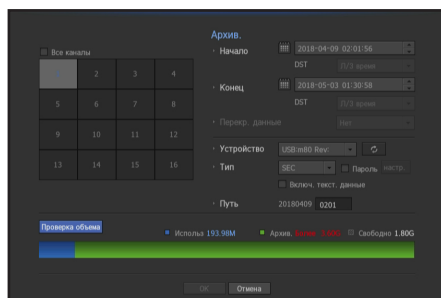 Архив.
Все каналы
2 3 4
5 6 7 8
9 10 11 12
13 14 15 16
Начало 2018-04-09 02:01:56
DST Л/З время
Конец 2018-05-03 01:30:58
DST Л/З время
Перекр. данные Нет
Устройство USB:m80 Rev:
Тип SEC Пароль Настр.
Включ. текст. данные
Путь 20180409 0201
Проверка объема
Использ 193.98M Архив. Свободно 1.80G
OK Отмена